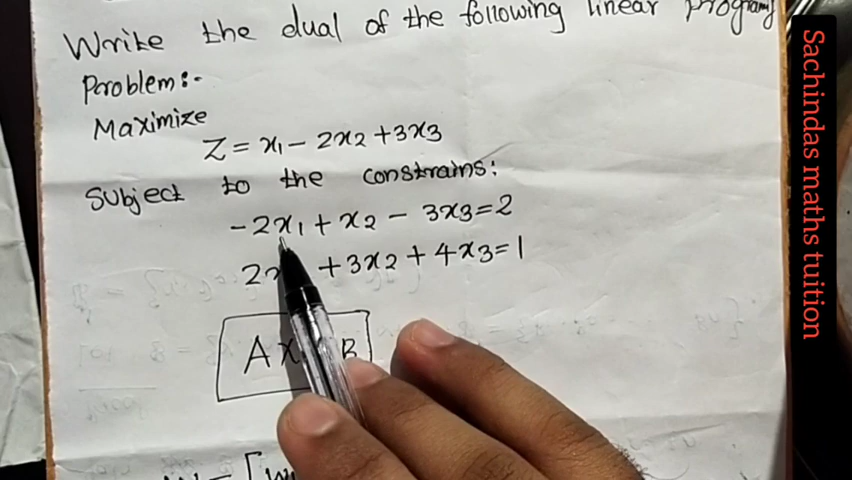 Write the dual of the following linear
Problem:-
Maximize
Z = x1 - 2x2 + 3x3
Subject to the constrains:
-2x1 + x2 - 3x3 = 2
+ 3x2 + 4x3 = 1
Sachindas maths tuition